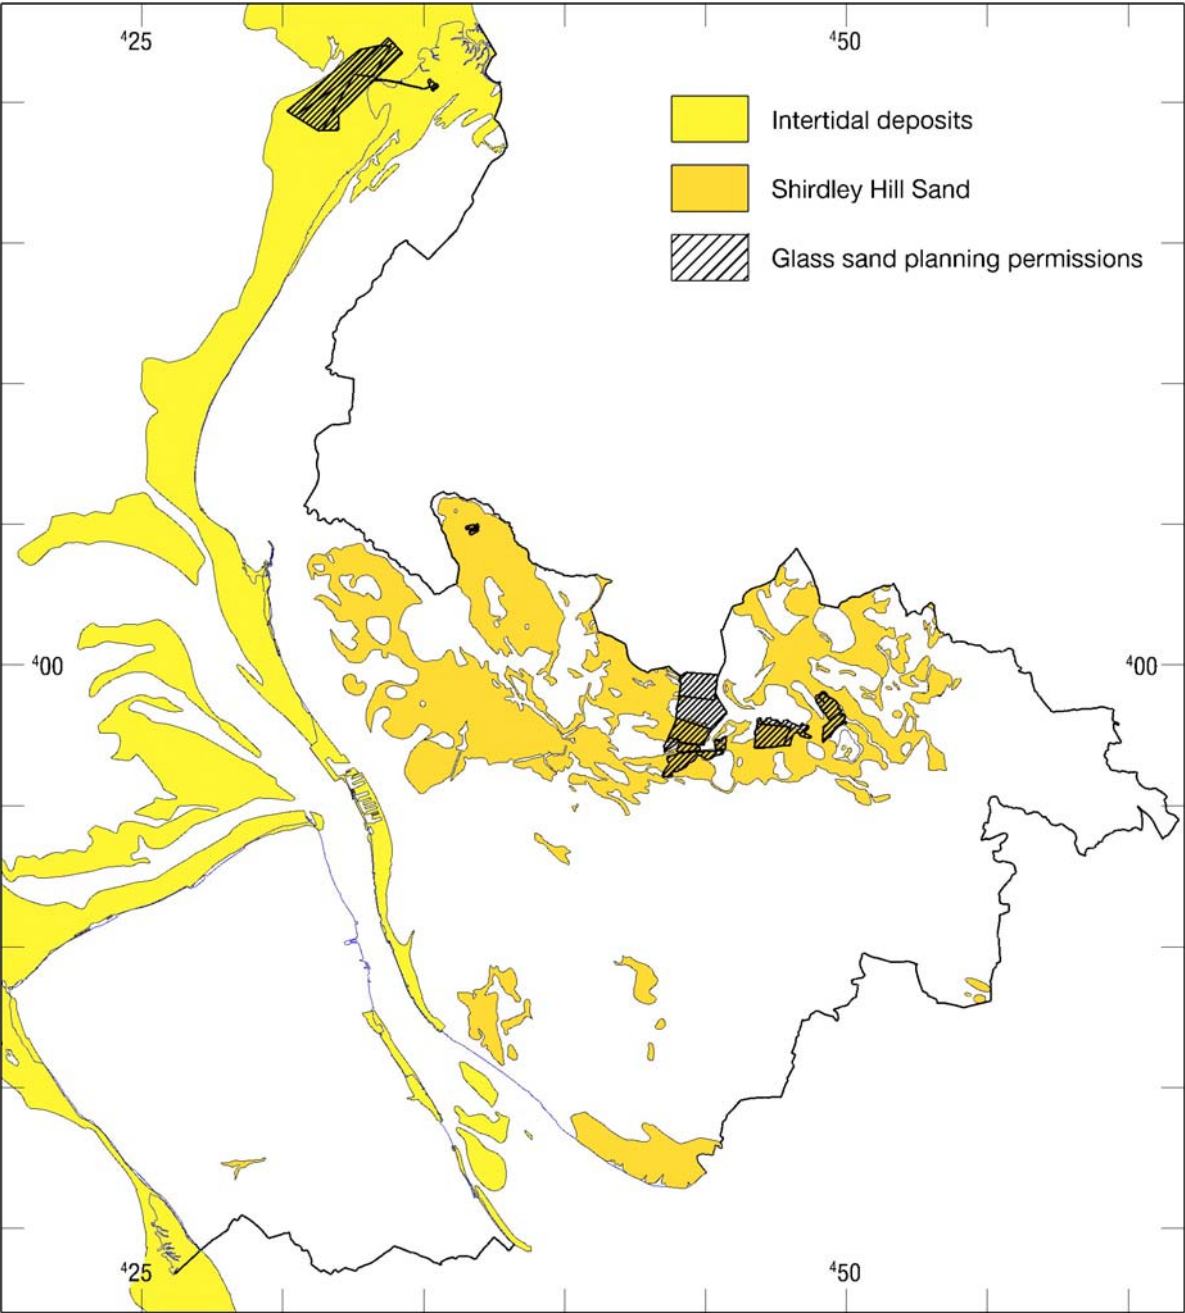 ⁴25
⁴50
Intertidal deposits
Shirdley Hill Sand
Glass sand planning permissions
⁴00
⁴00
⁴25
⁴50